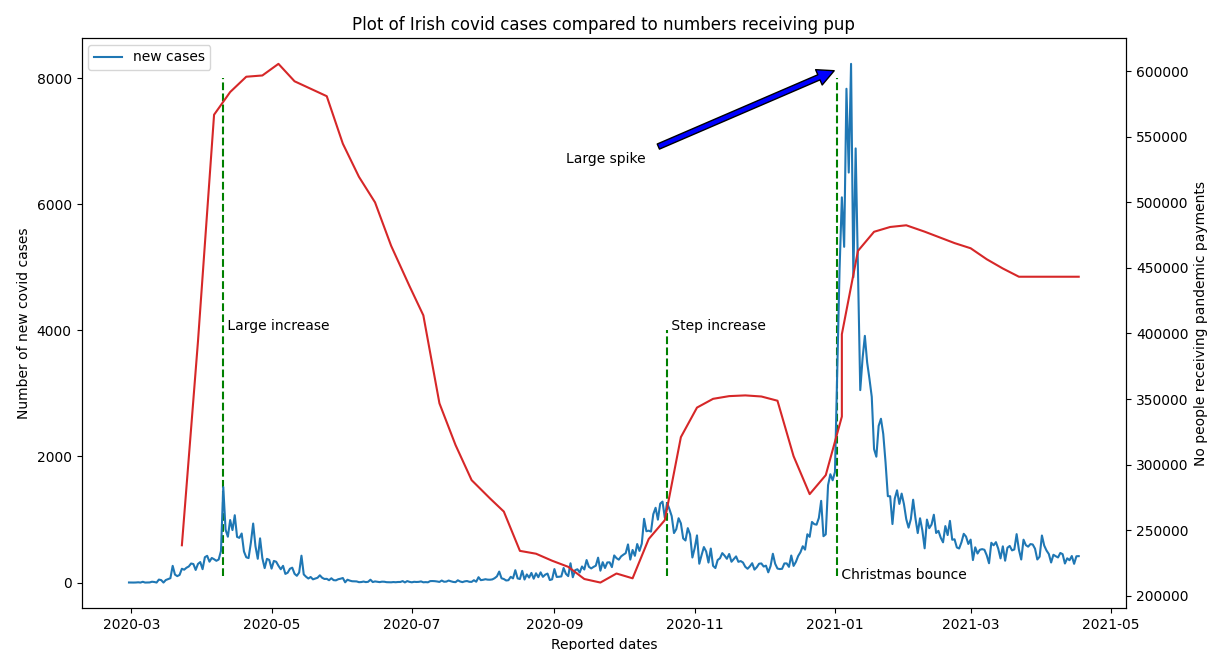 Plot of Irish covid cases compared to numbers receiving pup
new cases
Number of new covid cases
8000
6000
4000
2000
0
Large spike
Large increase
Step increase
Christmas bounce
600000
550000
500000
450000
400000
350000
300000
250000
200000
No people receiving pandemic payments
2020-03
2020-05
2020-07
2020-09
2020-11
2021-01
2021-03
2021-05
Reported dates